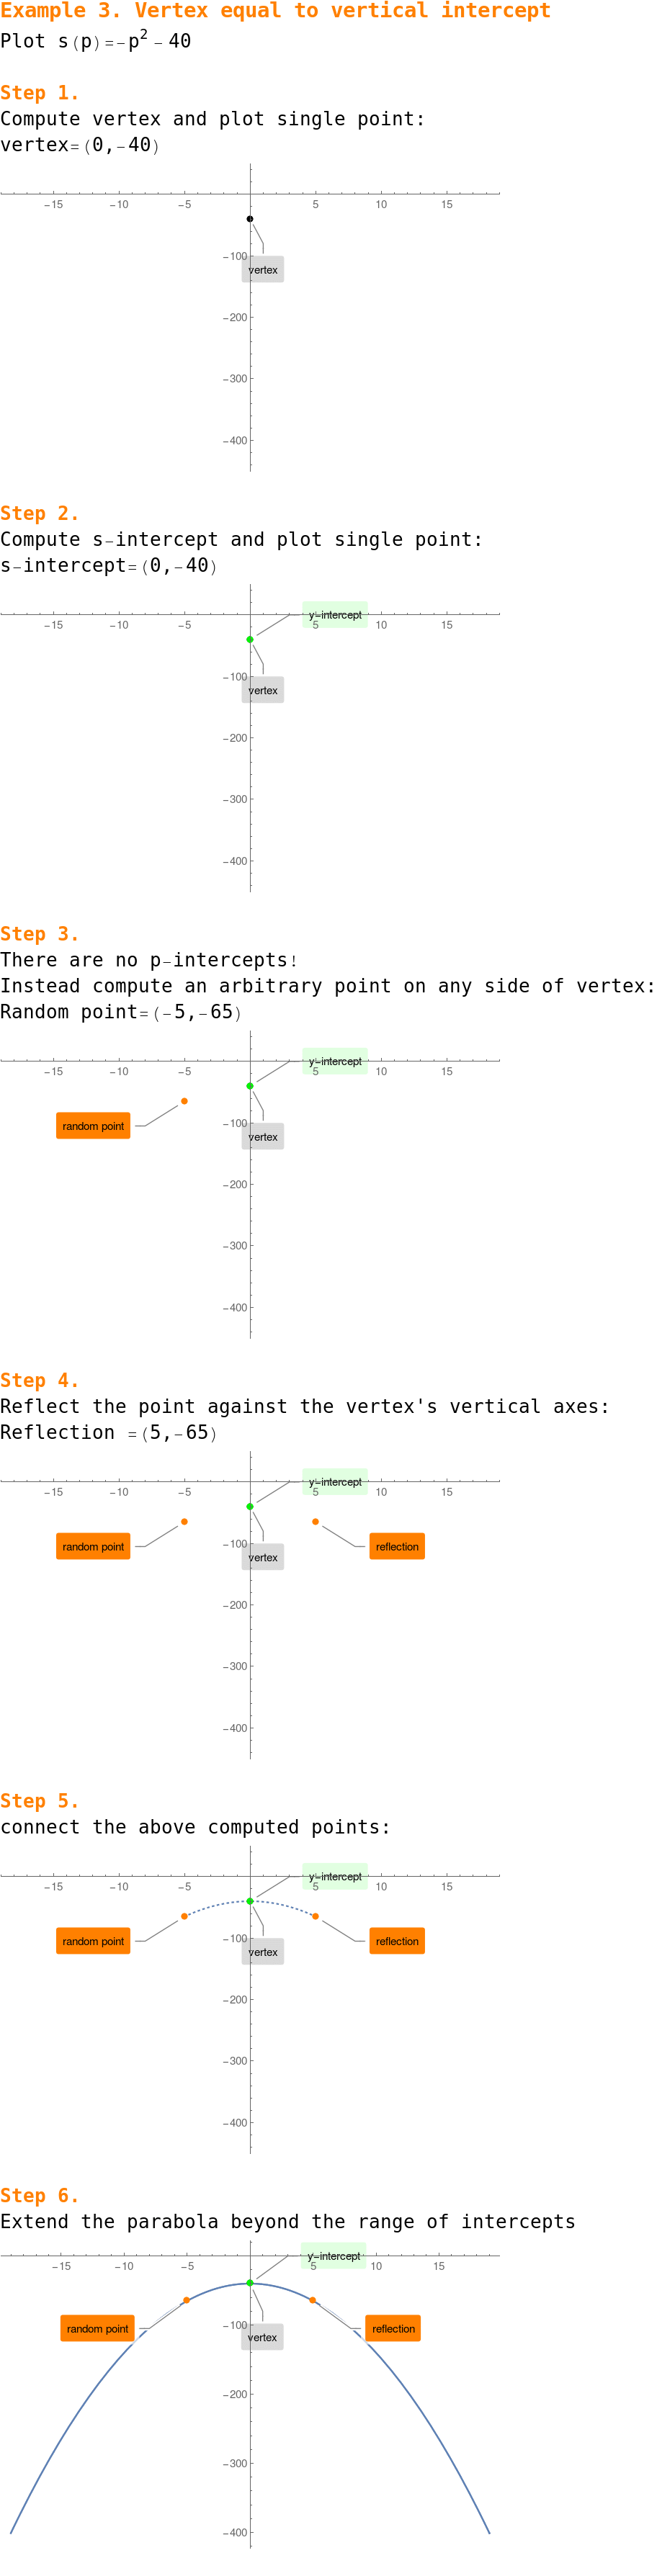 Example 3. Vertex equal to vertical intercept
Plot s(p)=-p² - 40
Step 1.
Compute vertex and plot single point:
vertex=(0,-40)
-15 -10 -5 5 10 15
-100
vertex
-200
-300
-400
Step 2.
Compute s-intercept and plot single point:
s-intercept=(0,-40)
y-intercept
-15 -10 -5 5 10 15
-100
vertex
-200
-300
-400
Step 3.
There are no p-intercepts!
Instead compute an arbitrary point on any side of vertex:
Random point=(-5,-65)
y-intercept
-15 -10 -5 5 10 15
-100
random point
vertex
-200
-300
-400
Step 4.
Reflect the point against the vertex's vertical axes:
Reflection =(5,-65)
y-intercept
-15 -10 -5 5 10 15
-100
random point reflection
vertex
-200
-300
-400
Step 5.
connect the above computed points:
y-intercept
-15 -10 -5 5 10 15
-100
random point reflection
vertex
-200
-300
-400
Step 6.
Extend the parabola beyond the range of intercepts
y-intercept
-15 -10 -5 5 10 15
-100
random point reflection
vertex
-200
-300
-400